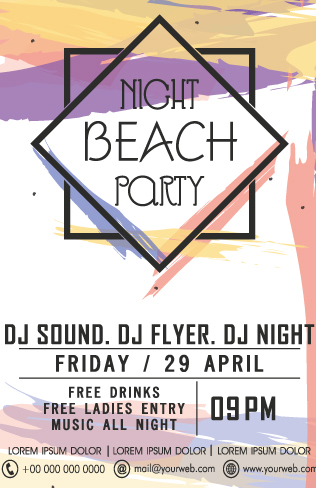 NIGHT
BEACH
PARTY
DJ SOUND. DJ FLYER. DJ NIGHT
FRIDAY / 29 APRIL
FREE DRINKS
FREE LADIES ENTRY
MUSIC ALL NIGHT
09PM
LOREM IPSUM DOLOR | LOREM IPSUM DOLOR | LOREM IPSUM DOLOR
+00 000 000 0000 @ mail@yourweb.com www.yourweb.com